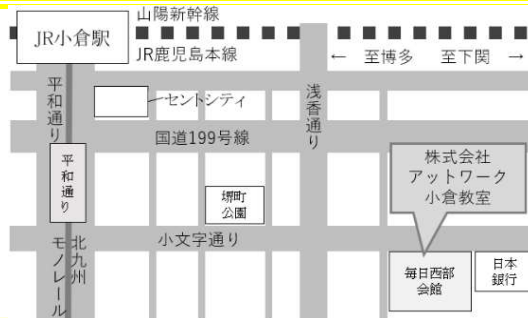 山陽新幹線
JR小倉駅
JR鹿児島本線
← 至博多 至下関 →
平和通り
セントシティ
浅香通り
国道199号線
平和通り
株式会社
アットワーク
小倉教室
堺町
公園
小文字通り
北九州
モノレール
毎日西部
会館
日本
銀行